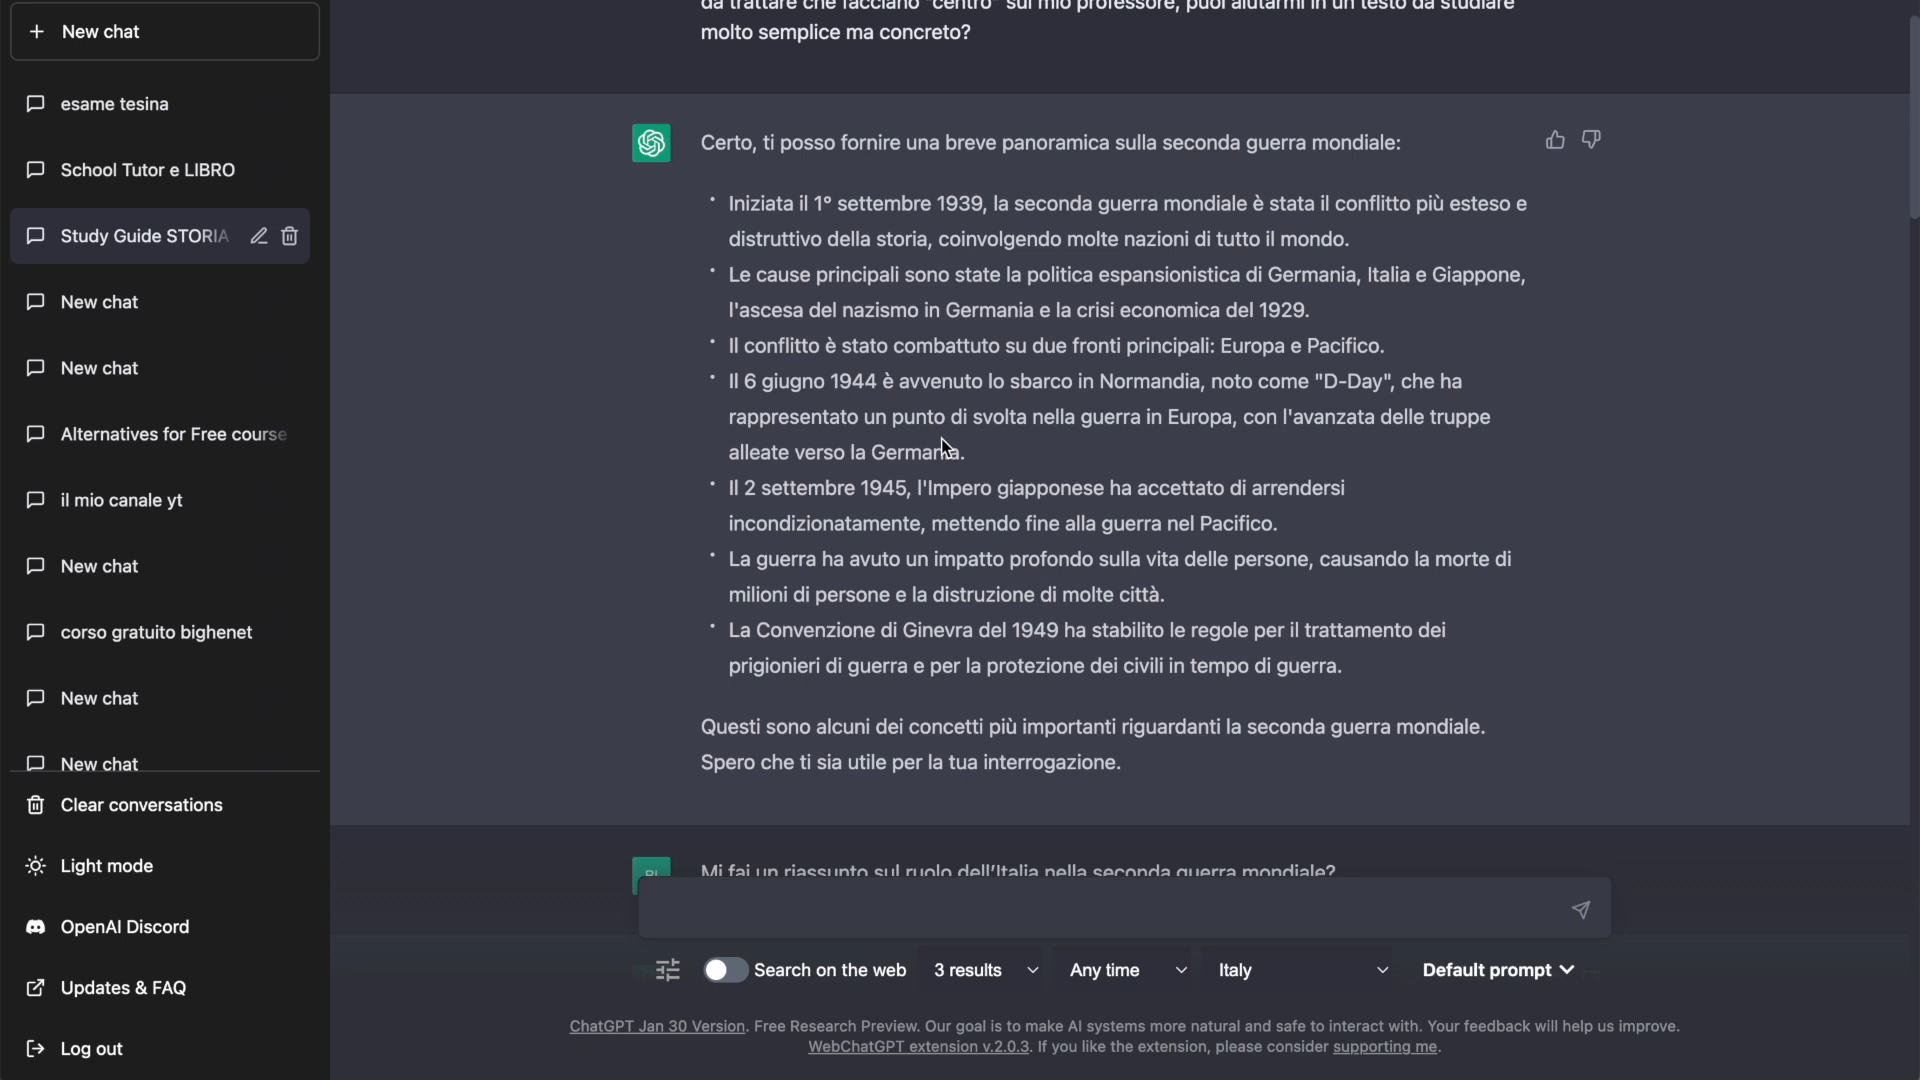 New chat
esame tesina
School Tutor e LIBRO
Study Guide STORIA
New chat
New chat
Alternatives for Free course
il mio canale yt
New chat
corso gratuito bighenet
New chat
New chat
Clear conversations
Light mode
OpenAI Discord
Updates & FAQ
Log out
da trattare che facciano "centro" sul mio professore, puoi aiutarmi in un testo da studiare
molto semplice ma concreto?
Certo, ti posso fornire una breve panoramica sulla seconda guerra mondiale:
• Iniziata il 1° settembre 1939, la seconda guerra mondiale è stata il conflitto più esteso e
distruttivo della storia, coinvolgendo molte nazioni di tutto il mondo.
• Le cause principali sono state la politica espansionistica di Germania, Italia e Giappone,
l'ascesa del nazismo in Germania e la crisi economica del 1929.
• Il conflitto è stato combattuto su due fronti principali: Europa e Pacifico.
• Il 6 giugno 1944 è avvenuto lo sbarco in Normandia, noto come "D-Day", che ha
rappresentato un punto di svolta nella guerra in Europa, con l'avanzata delle truppe
alleate verso la Germania.
• Il 2 settembre 1945, l'Impero giapponese ha accettato di arrendersi
incondizionatamente, mettendo fine alla guerra nel Pacifico.
• La guerra ha avuto un impatto profondo sulla vita delle persone, causando la morte di
milioni di persone e la distruzione di molte città.
• La Convenzione di Ginevra del 1949 ha stabilito le regole per il trattamento dei
prigionieri di guerra e per la protezione dei civili in tempo di guerra.
Questi sono alcuni dei concetti più importanti riguardanti la seconda guerra mondiale.
Spero che ti sia utile per la tua interrogazione.
Mi fai un riassunto sul ruolo dell'Italia nella seconda guerra mondiale?
Search on the web 3 results Any time Italy Default prompt
ChatGPT Jan 30 Version. Free Research Preview. Our goal is to make AI systems more natural and safe to interact with. Your feedback will help us improve.
WebChatGPT extension v.2.0.3. If you like the extension, please consider supporting me.